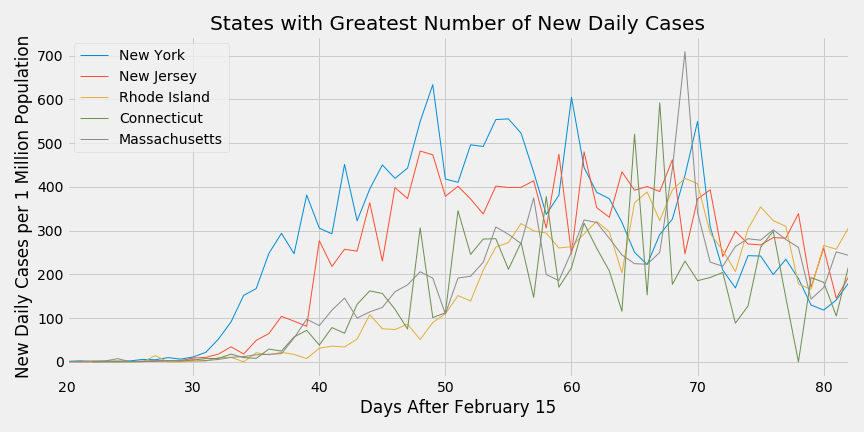 States with Greatest Number of New Daily Cases
New Daily Cases per 1 Million Population
700
600
500
400
300
200
100
0
New York
New Jersey
Rhode Island
Connecticut
Massachusetts
20 30 40 50 60 70 80
Days After February 15